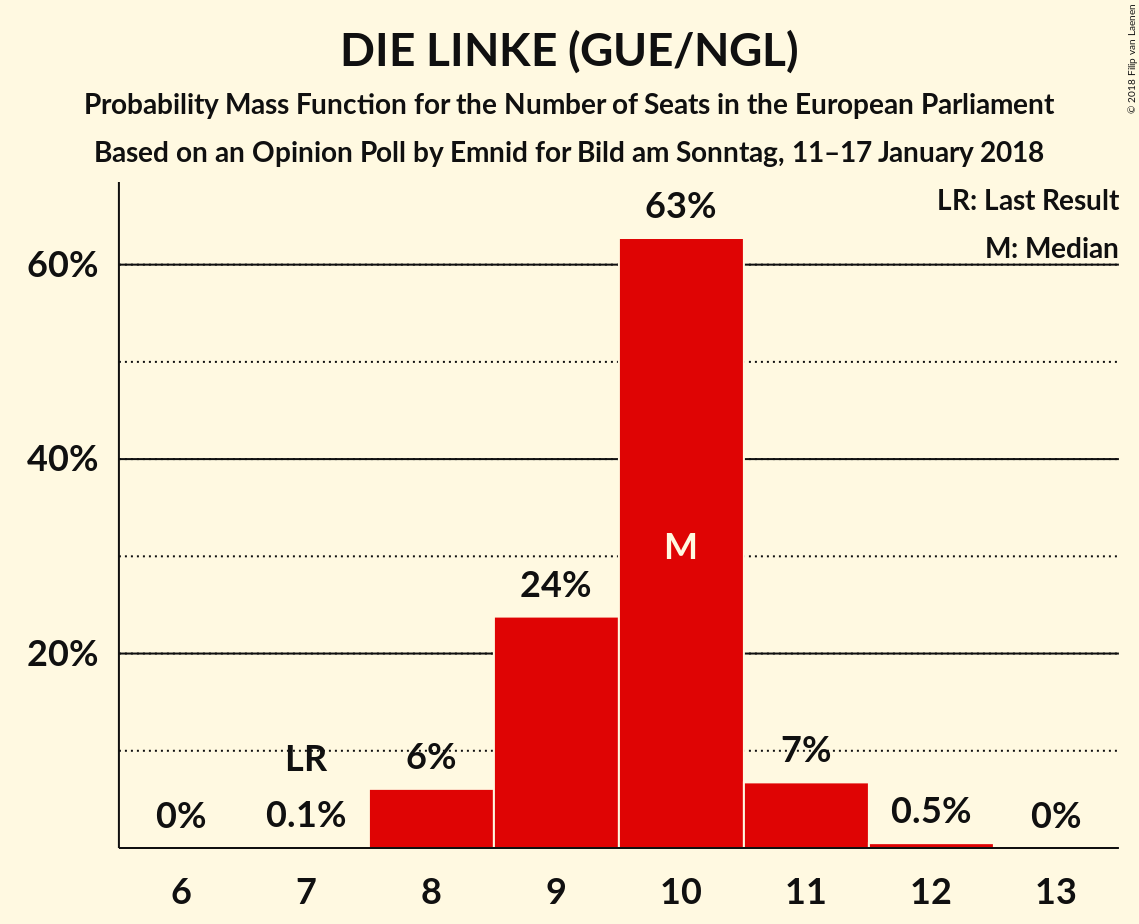 DIE LINKE (GUE/NGL)
Probability Mass Function for the Number of Seats in the European Parliament
Based on an Opinion Poll by Emnid for Bild am Sonntag, 11–17 January 2018
© 2018 Filip van Laenen
LR: Last Result
M: Median
63%
60%
40%
M
24%
20%
LR
6%
7%
0%
0.1%
0.5%
0%
6 7 8 9 10 11 12 13